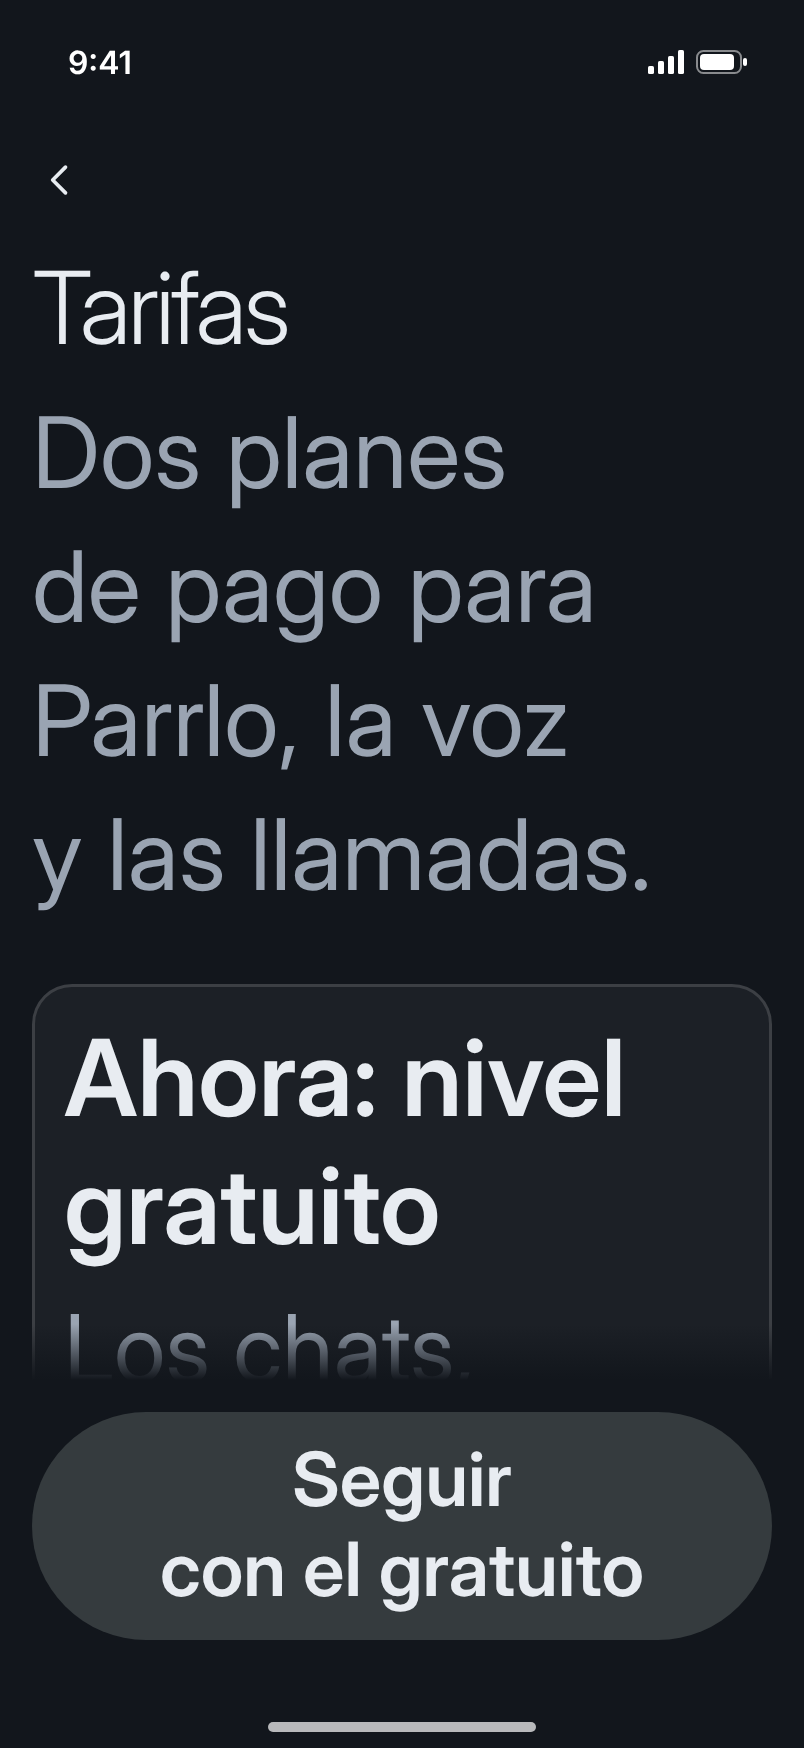 9:41
Tarifas
Dos planes
de pago para
Parrlo, la voz
y las llamadas.
Ahora: nivel
gratuito
Los chats,
Seguir
con el gratuito